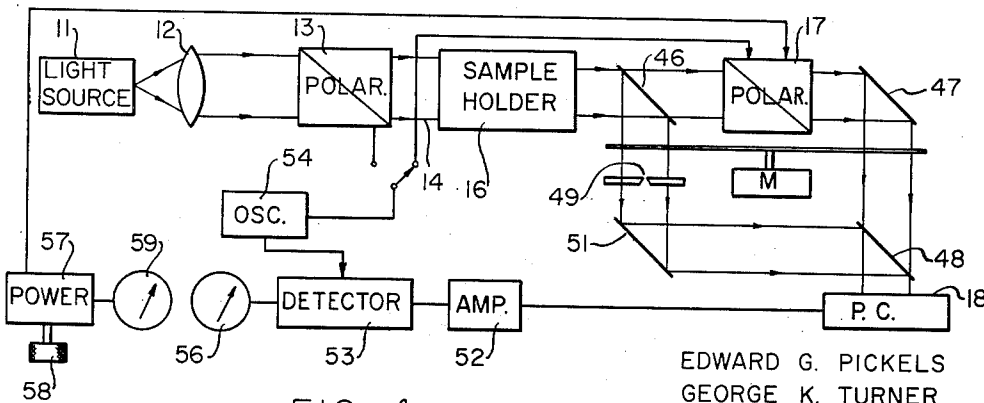 11
LIGHT
SOURCE
12
13
POLAR.
14
SAMPLE
HOLDER
16
46
17
POLAR.
47
54
OSC.
49
M
51
48
57
POWER
58
59
56
DETECTOR
53
AMP.
52
P. C.
18
EDWARD G. PICKELS
GEORGE K. TURNER